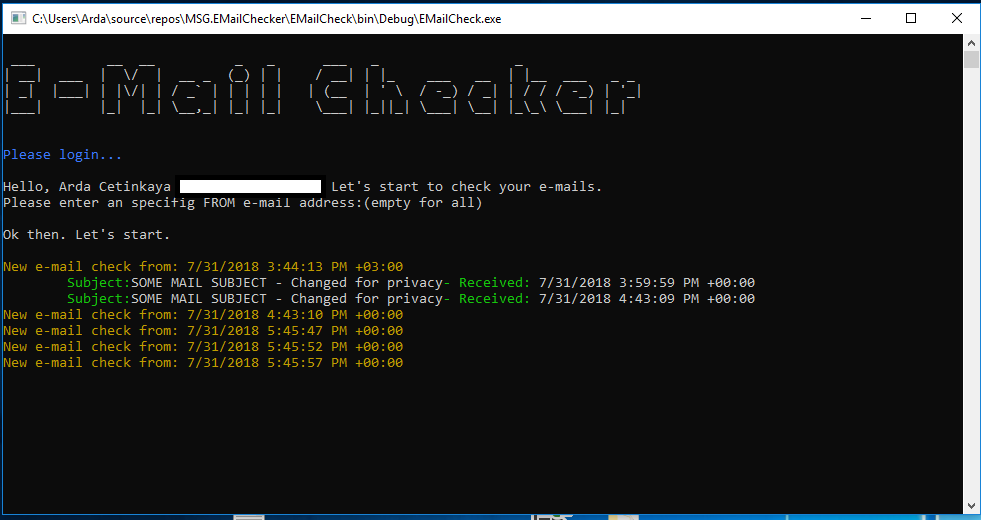 C:\Users\Arda\source\repos\MSG.EMailChecker\EMailCheck\bin\Debug\EMailCheck.exe
E-Mail Checker
Please login...
Hello, Arda Cetinkaya Let's start to check your e-mails.
Please enter an specifig FROM e-mail address:(empty for all)
Ok then. Let's start.
New e-mail check from: 7/31/2018 3:44:13 PM +03:00
Subject:SOME MAIL SUBJECT - Changed for privacy- Received: 7/31/2018 3:59:59 PM +00:00
Subject:SOME MAIL SUBJECT - Changed for privacy- Received: 7/31/2018 4:43:09 PM +00:00
New e-mail check from: 7/31/2018 4:43:10 PM +00:00
New e-mail check from: 7/31/2018 5:45:47 PM +00:00
New e-mail check from: 7/31/2018 5:45:52 PM +00:00
New e-mail check from: 7/31/2018 5:45:57 PM +00:00